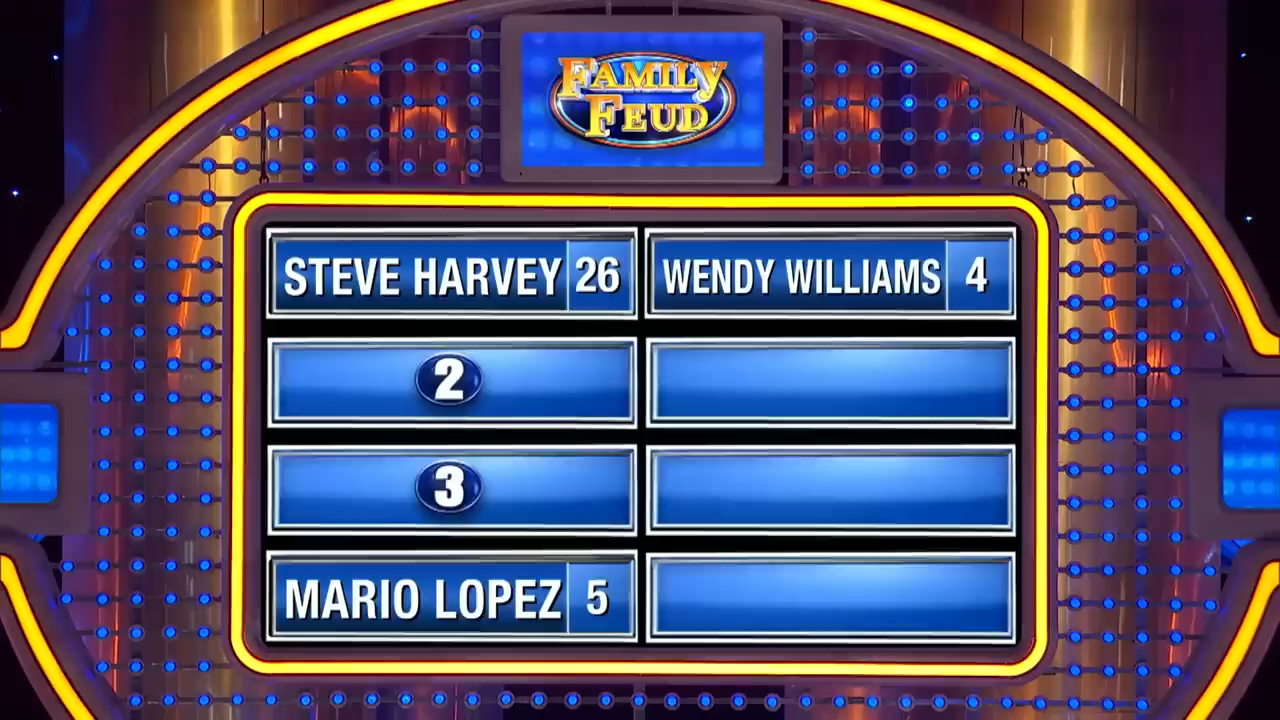 FAMILY
FEUD
STEVE HARVEY 26
WENDY WILLIAMS 4
2
3
MARIO LOPEZ 5